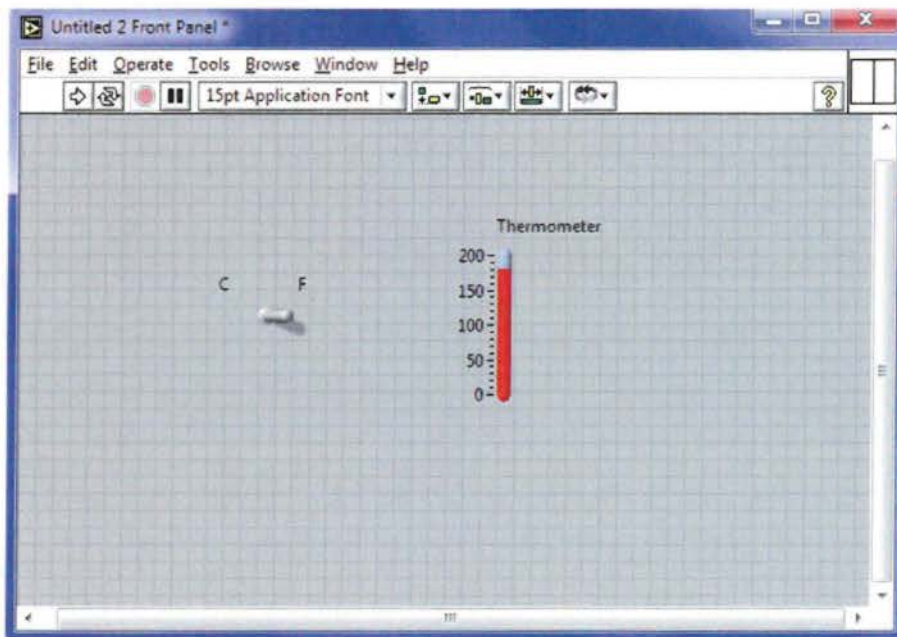 Untitled 2 Front Panel *
File Edit Operate Tools Browse Window Help
15pt Application Font
?
Thermometer
C F
200
150
100
50
0